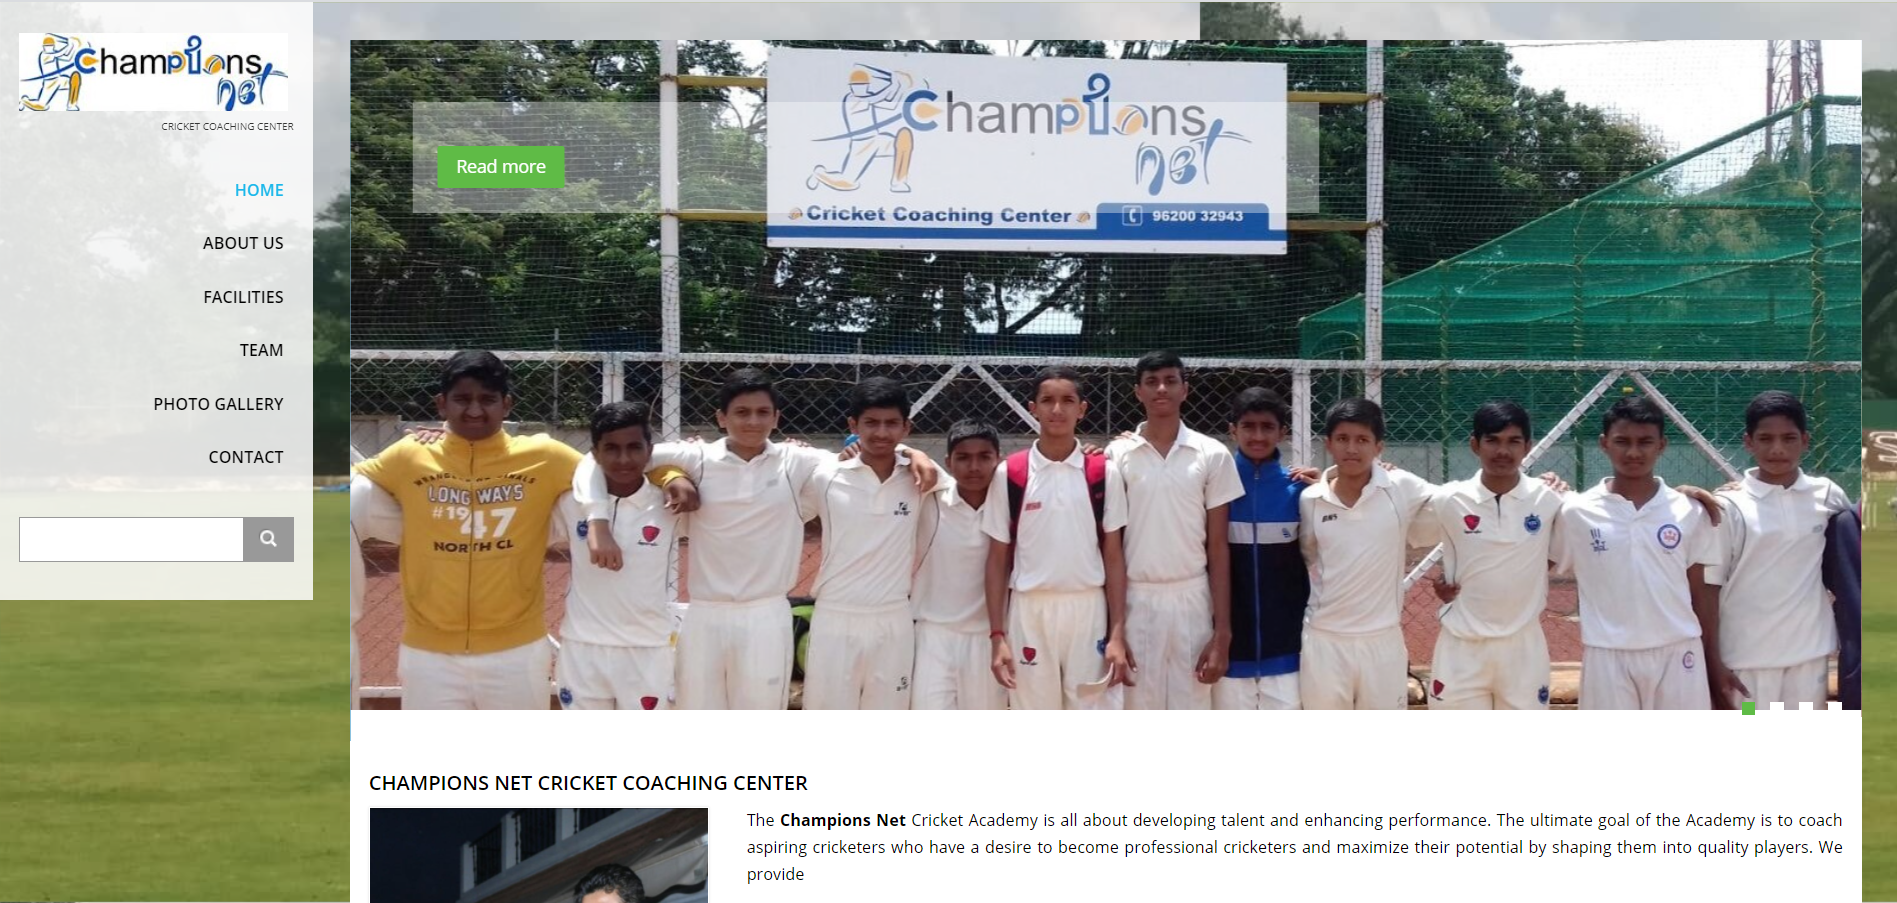 Champions
net
CRICKET COACHING CENTER
HOME
ABOUT US
FACILITIES
TEAM
PHOTO GALLERY
CONTACT
Champions
net
Cricket Coaching Center
96200 32943
Read more
LONG WAYS
#19 47
NORTH CL
BNS
CHAMPIONS NET CRICKET COACHING CENTER
The Champions Net Cricket Academy is all about developing talent and enhancing performance. The ultimate goal of the Academy is to coach
aspiring cricketers who have a desire to become professional cricketers and maximize their potential by shaping them into quality players. We
provide